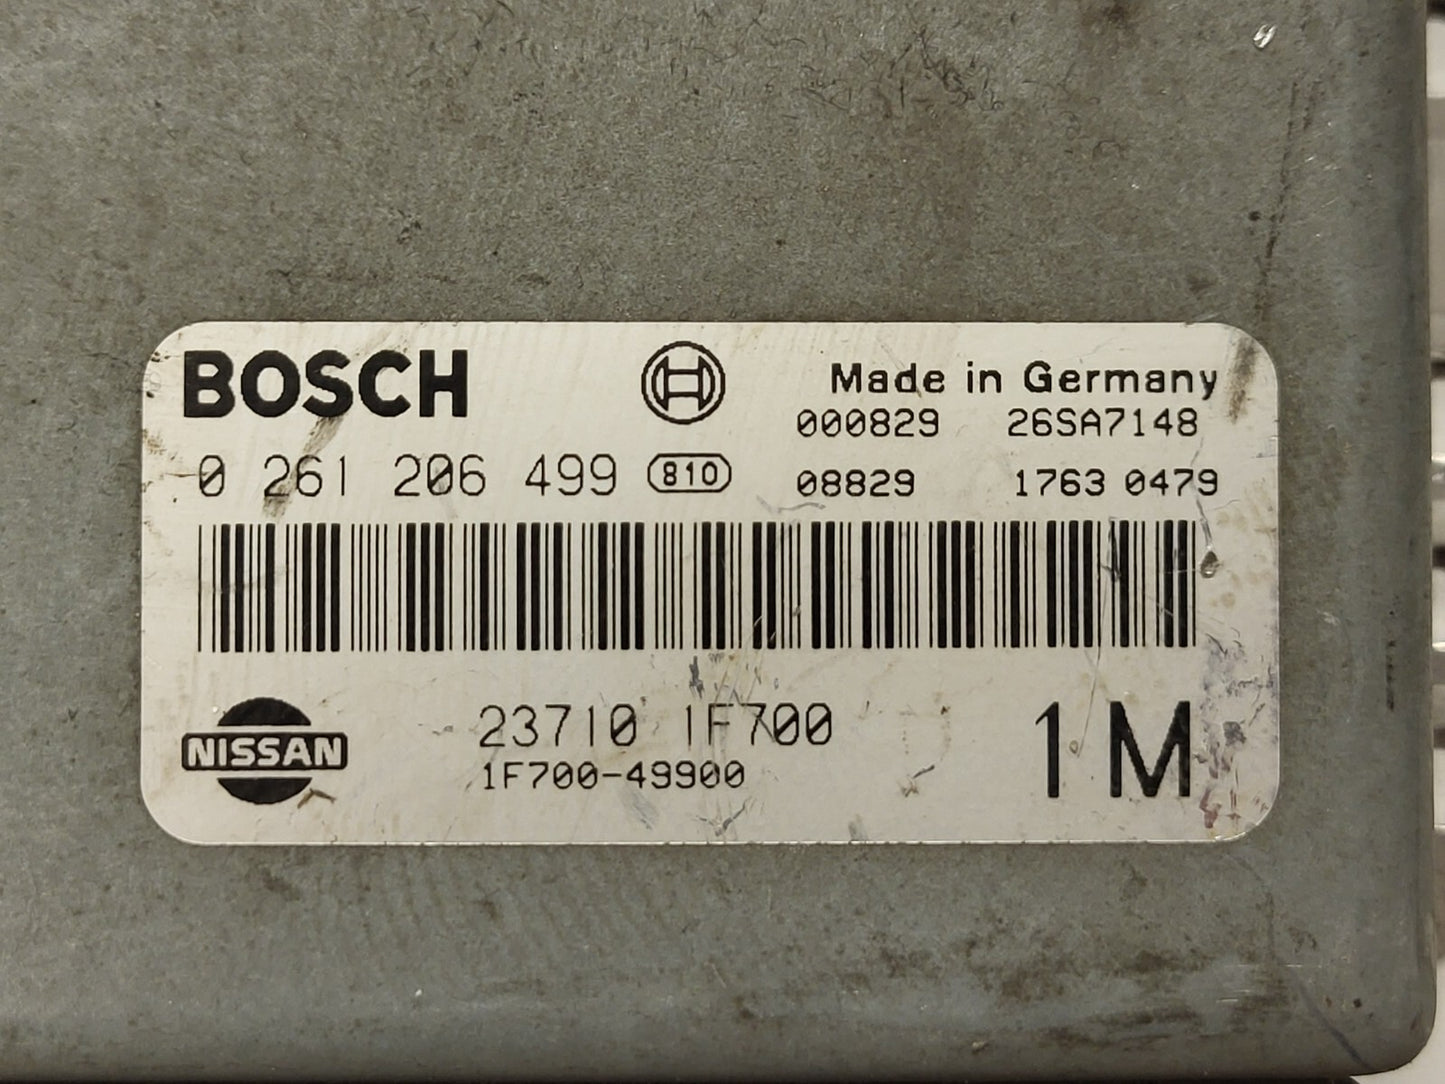 BOSCH
Made in Germany
000829 26SA7148
0 261 206 499 810
08829 1763 0479
NISSAN
23710 1F700
1F700-49900
1 M